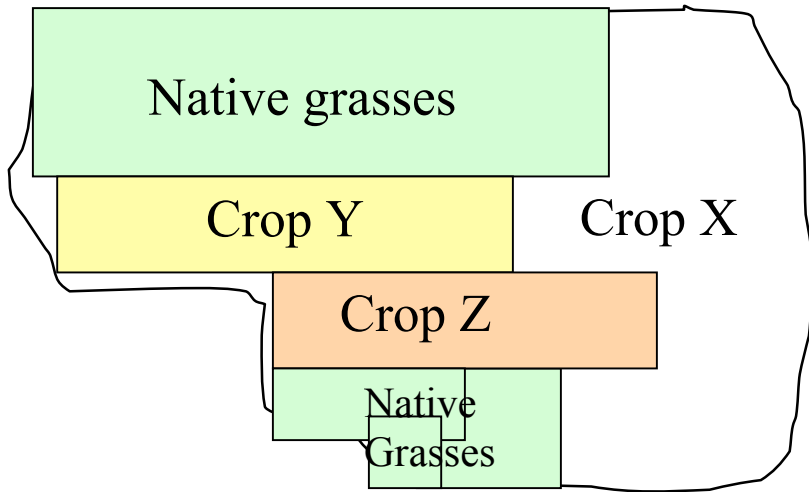 Native grasses
Crop Y
Crop X
Crop Z
Native
Grasses